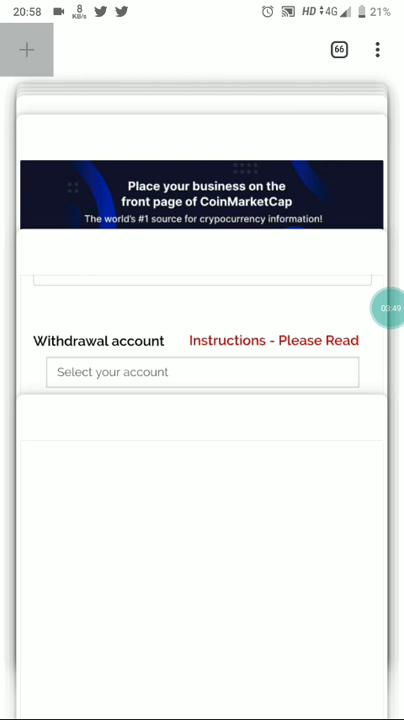 20:58 8 KB/s HD 4G 21%
66
Place your business on the
front page of CoinMarketCap
The world's #1 source for crypocurrency information!
03:49
Withdrawal account Instructions - Please Read
Select your account